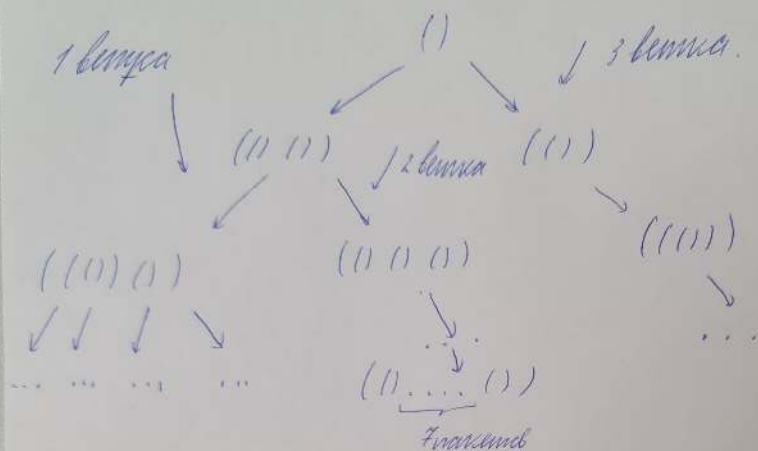 ()
1 ветка
3 ветка.
(() ())
2 ветка
(())
((()) ())
(() () ())
((()))
....
...
... ... ... ...
(() .... ())
7 пакетов